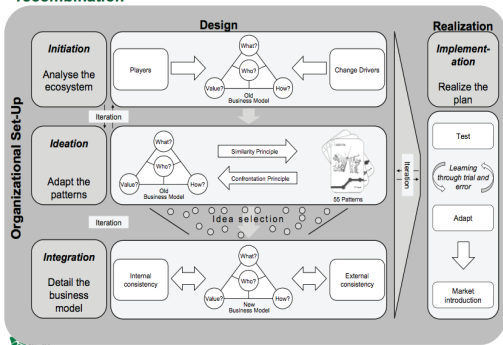 recombination
Design
Realization
Organizational Set-Up
Initiation
Analyse the
ecosystem
Players
What?
Who?
Value?
How?
Old
Business Model
Change Drivers
Implement-
ation
Realize the
plan
Iteration
Ideation
Adapt the
patterns
What?
Who?
Value?
How?
Old
Business Model
Similarity Principle
Confrontation Principle
55 Patterns
Iteration
Test
Learning
through trial and
error
Adapt
Market
introduction
Iteration
Idea selection
Integration
Detail the
business
model
Internal
consistency
What?
Who?
Value?
How?
New
Business Model
External
consistency